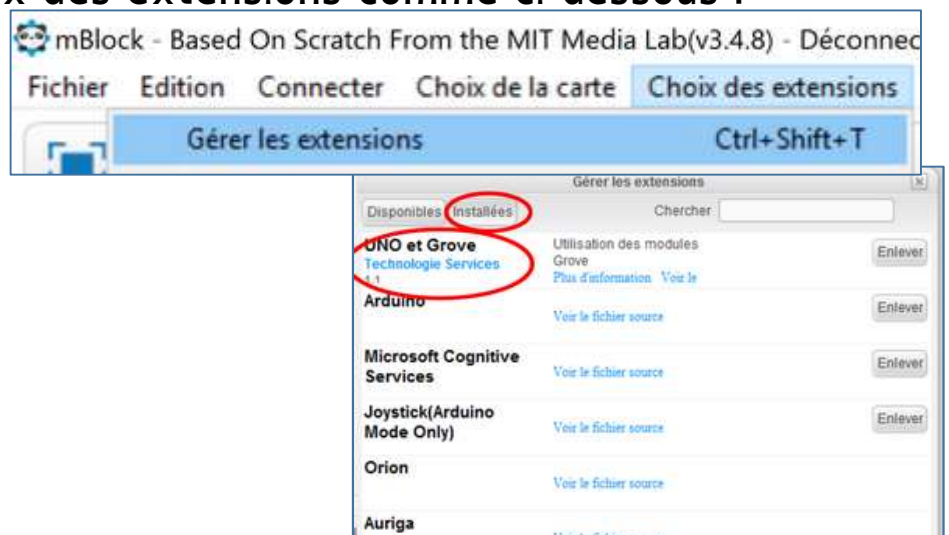 x des extensions comme ci-dessous :
mBlock - Based On Scratch From the MIT Media Lab(v3.4.8) - Déconnec
Fichier Edition Connecter Choix de la carte Choix des extensions
Gérer les extensions Ctrl+Shift+T
Gérer les extensions
Disponibles Installées Chercher
UNO et Grove
Technologie Services
1.1
Utilisation des modules
Grove
Plus d'information Voir le
Enlever
Arduino
Voir le fichier source
Enlever
Microsoft Cognitive
Services
Voir le fichier source
Enlever
Joystick(Arduino
Mode Only)
Voir le fichier source
Enlever
Orion
Voir le fichier source
Auriga